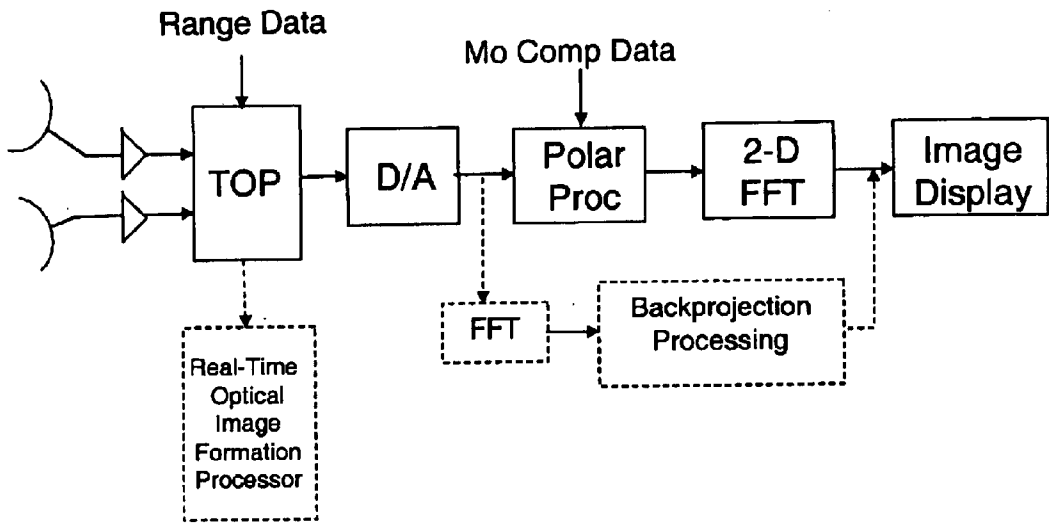 Range Data
Mo Comp Data
TOP
D/A
Polar
Proc
2-D
FFT
Image
Display
FFT
Backprojection
Processing
Real-Time
Optical
Image
Formation
Processor